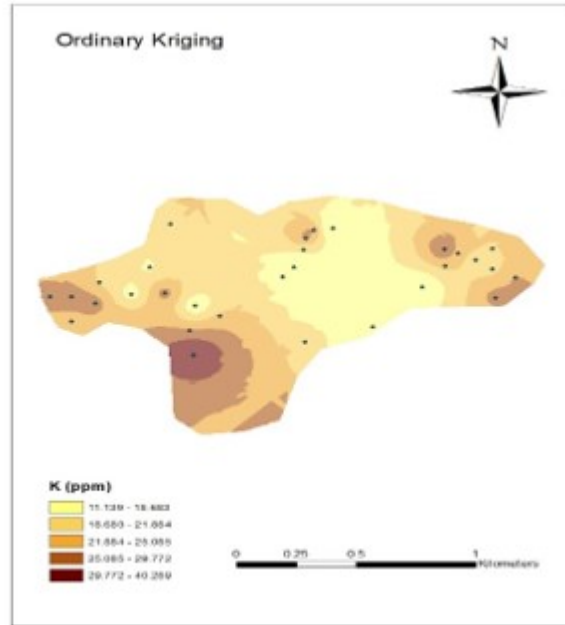 Ordinary Kriging
N
K (ppm)
11.139 - 18.683
18.683 - 21.884
21.884 - 25.085
25.085 - 29.772
29.772 - 40.289
0 0.25 0.5 1
Kilometers